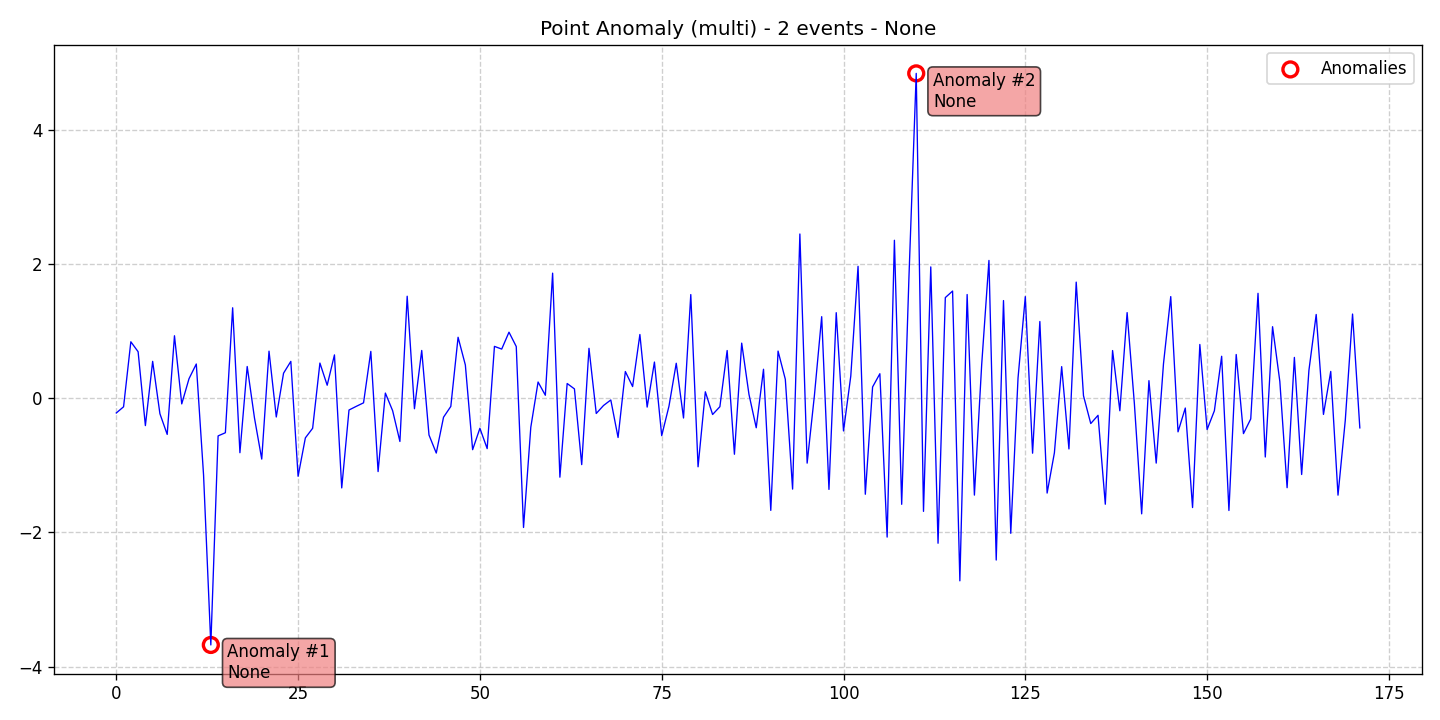 Point Anomaly (multi) - 2 events - None
Anomalies
Anomaly #2
None
Anomaly #1
None
4
2
0
−2
−4
0
25
50
75
100
125
150
175